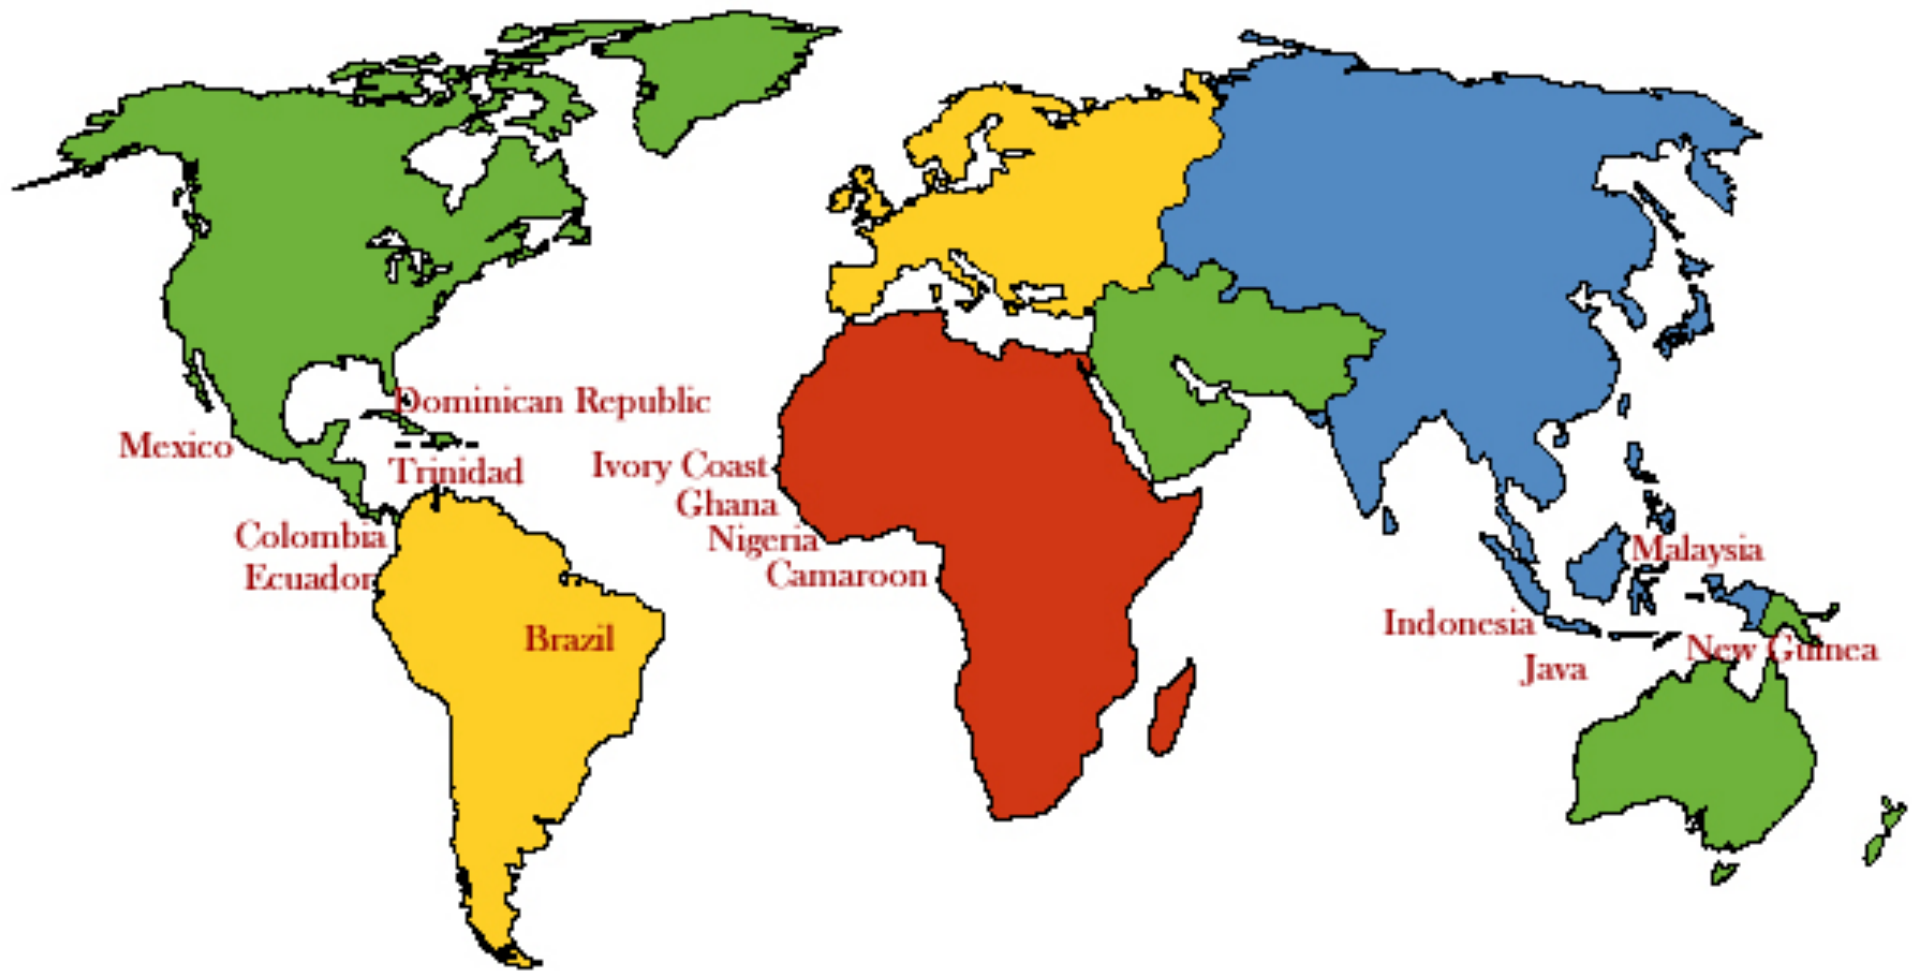 Dominican Republic
Mexico
Trinidad
Ivory Coast
Ghana
Nigeria
Camaroon
Colombia
Ecuador
Brazil
Malaysia
Indonesia
New Guinea
Java